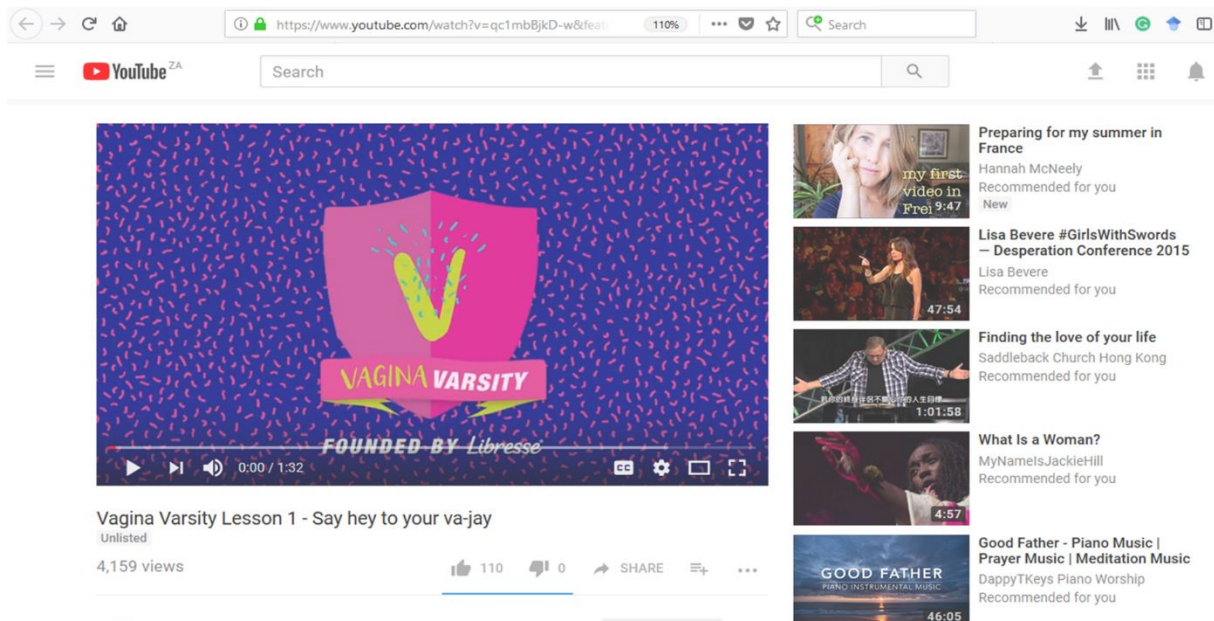 https://www.youtube.com/watch?v=qc1mbBjkD-w&feat
110%
Search
YouTube ZA
Search
V
VAGINA VARSITY
FOUNDED BY Libresse
0:00 / 1:32
CC
Vagina Varsity Lesson 1 - Say hey to your va-jay
Unlisted
4,159 views
110
0
SHARE
my first
video in
Frei 9:47
Preparing for my summer in
France
Hannah McNeely
Recommended for you
New
47:54
Lisa Bevere #GirlsWithSwords
— Desperation Conference 2015
Lisa Bevere
Recommended for you
1:01:58
Finding the love of your life
Saddleback Church Hong Kong
Recommended for you
4:57
What Is a Woman?
MyNameIsJackieHill
Recommended for you
GOOD FATHER
PIANO INSTRUMENTAL MUSIC
46:05
Good Father - Piano Music |
Prayer Music | Meditation Music
DappyTKeys Piano Worship
Recommended for you